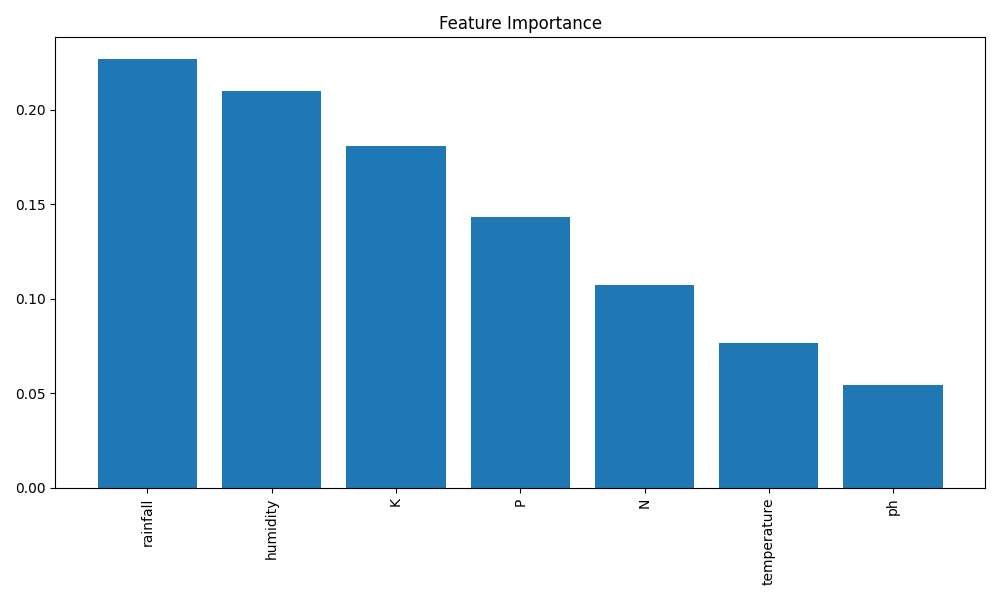 Feature Importance
0.20
0.15
0.10
0.05
0.00
rainfall
humidity
K
P
N
temperature
ph